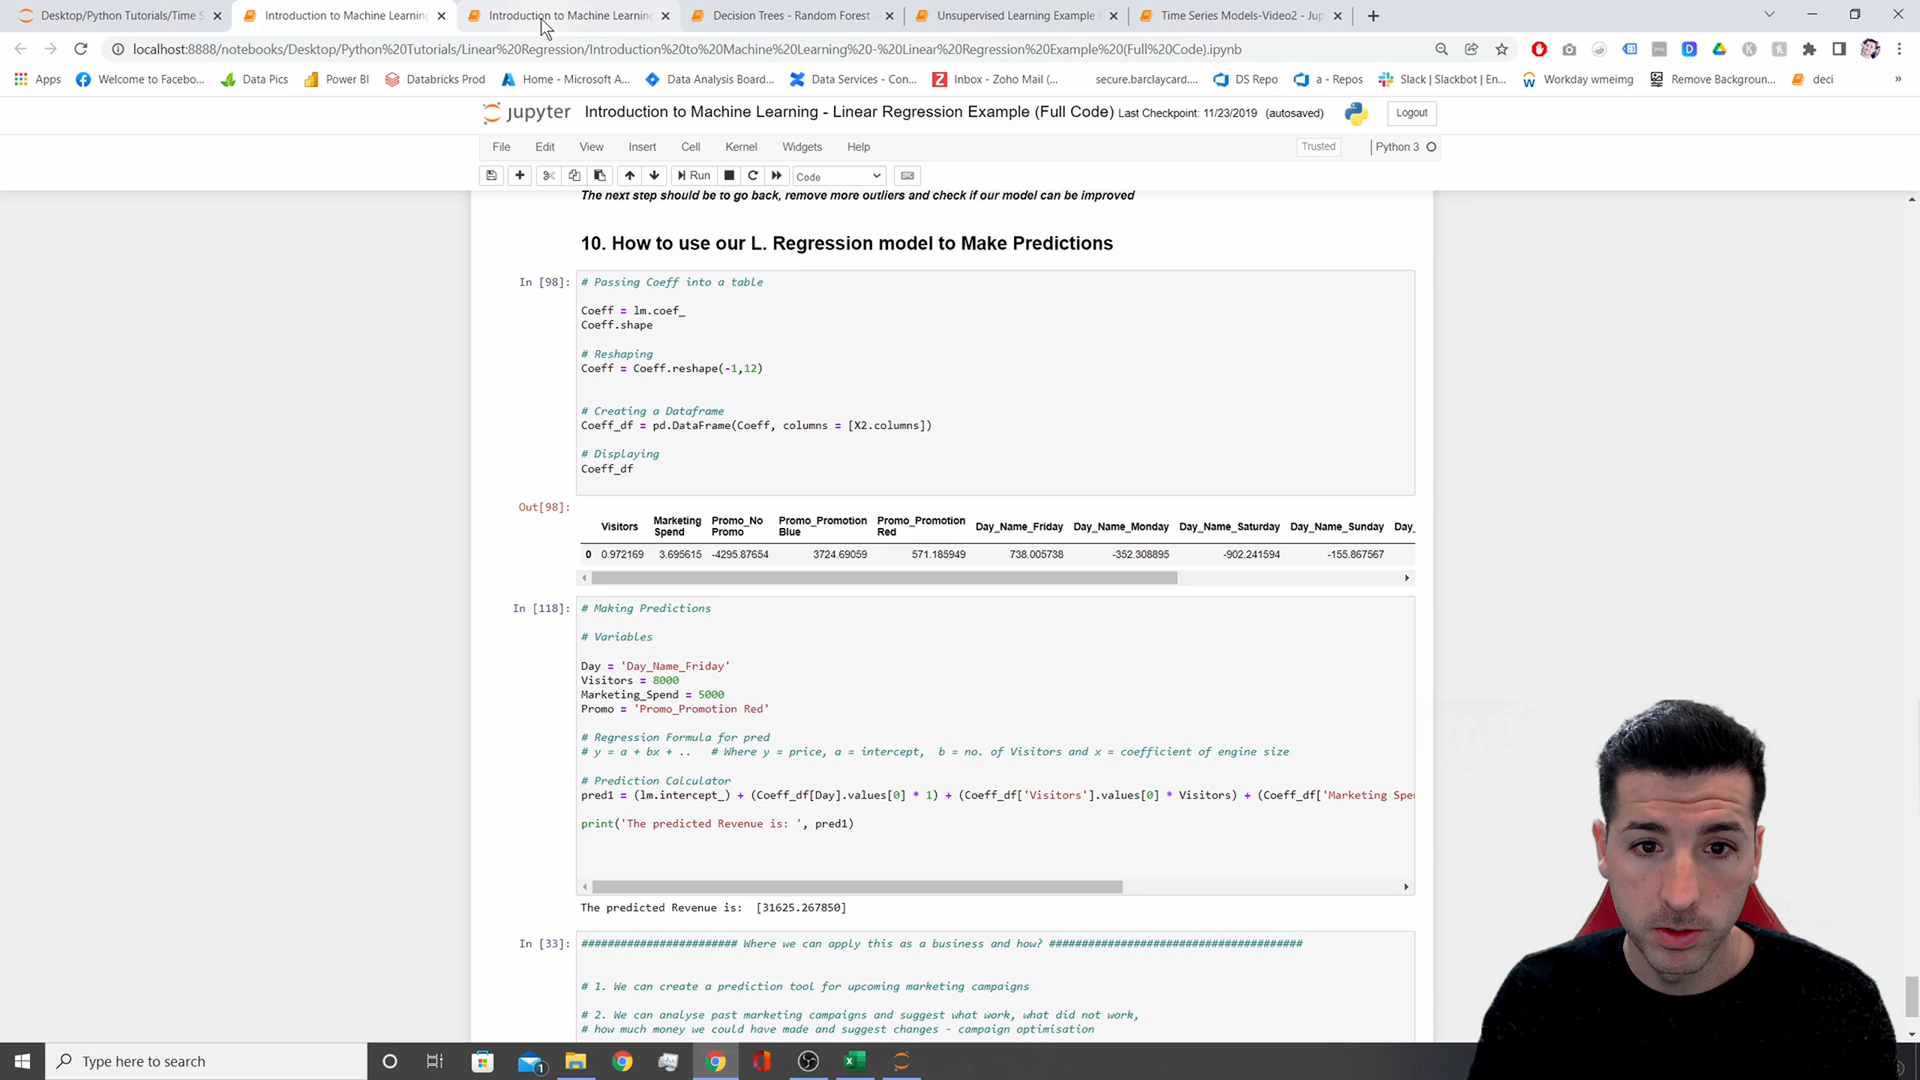 Desktop/Python Tutorials/Time S
Introduction to Machine Learning
Introduction to Machine Learning
Decision Trees - Random Forest -
Unsupervised Learning Example
Time Series Models-Video2 - Jup
localhost:8888/notebooks/Desktop/Python%20Tutorials/Linear%20Regression/Introduction%20to%20Machine%20Learning%20-%20Linear%20Regression%20Example%20(Full%20Code).ipynb
Apps
Welcome to Facebo...
Data Pics
Power BI
Databricks Prod
Home - Microsoft A...
Data Analysis Board...
Data Services - Con...
Inbox - Zoho Mail (...
secure.barclaycard....
DS Repo
a - Repos
Slack | Slackbot | En...
Workday wmeimg
Remove Backgroun...
deci
»
jupyter Introduction to Machine Learning - Linear Regression Example (Full Code) Last Checkpoint: 11/23/2019 (autosaved)
Logout
File Edit View Insert Cell Kernel Widgets Help
Trusted
Python 3
Run
Code
The next step should be to go back, remove more outliers and check if our model can be improved
10. How to use our L. Regression model to Make Predictions
In [98]:
# Passing Coeff into a table
Coeff = lm.coef_
Coeff.shape
# Reshaping
Coeff = Coeff.reshape(-1,12)
# Creating a Dataframe
Coeff_df = pd.DataFrame(Coeff, columns = [X2.columns])
# Displaying
Coeff_df
Out[98]:
Visitors Marketing Spend Promo_No Promo Promo_Promotion Blue Promo_Promotion Red Day_Name_Friday Day_Name_Monday Day_Name_Saturday Day_Name_Sunday Day_
0 0.972169 3.695615 -4295.87654 3724.69059 571.185949 738.005738 -352.308895 -902.241594 -155.867567
In [118]:
# Making Predictions
# Variables
Day = 'Day_Name_Friday'
Visitors = 8000
Marketing_Spend = 5000
Promo = 'Promo_Promotion Red'
# Regression Formula for pred
# y = a + bx + .. # Where y = price, a = intercept, b = no. of Visitors and x = coefficient of engine size
# Prediction Calculator
pred1 = (lm.intercept_) + (Coeff_df[Day].values[0] * 1) + (Coeff_df['Visitors'].values[0] * Visitors) + (Coeff_df['Marketing Spe
print('The predicted Revenue is: ', pred1)
The predicted Revenue is: [31625.267850]
In [33]:
####################### Where we can apply this as a business and how? #####################################
# 1. We can create a prediction tool for upcoming marketing campaigns
# 2. We can analyse past marketing campaigns and suggest what work, what did not work,
# how much money we could have made and suggest changes - campaign optimisation
Type here to search
1